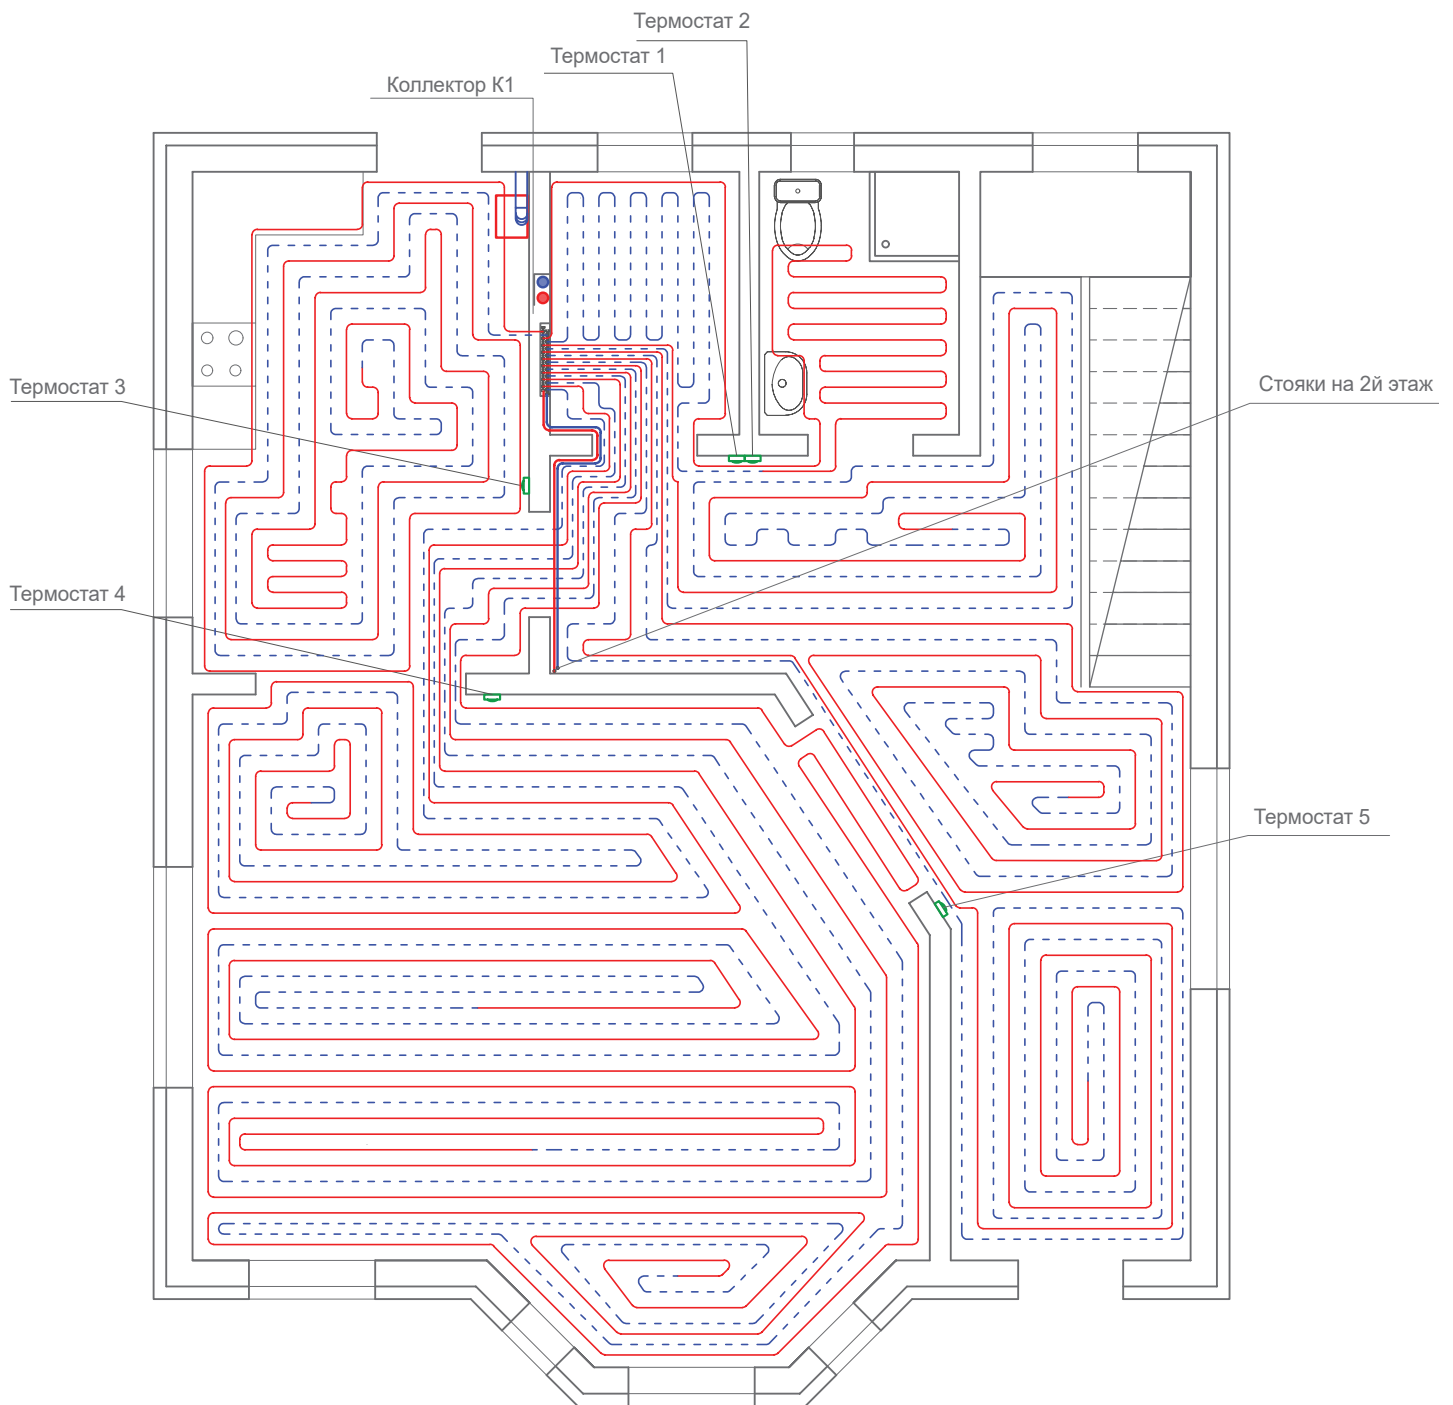 Термостат 2
Термостат 1
Коллектор К1
Термостат 3
Стояки на 2й этаж
Термостат 4
Термостат 5